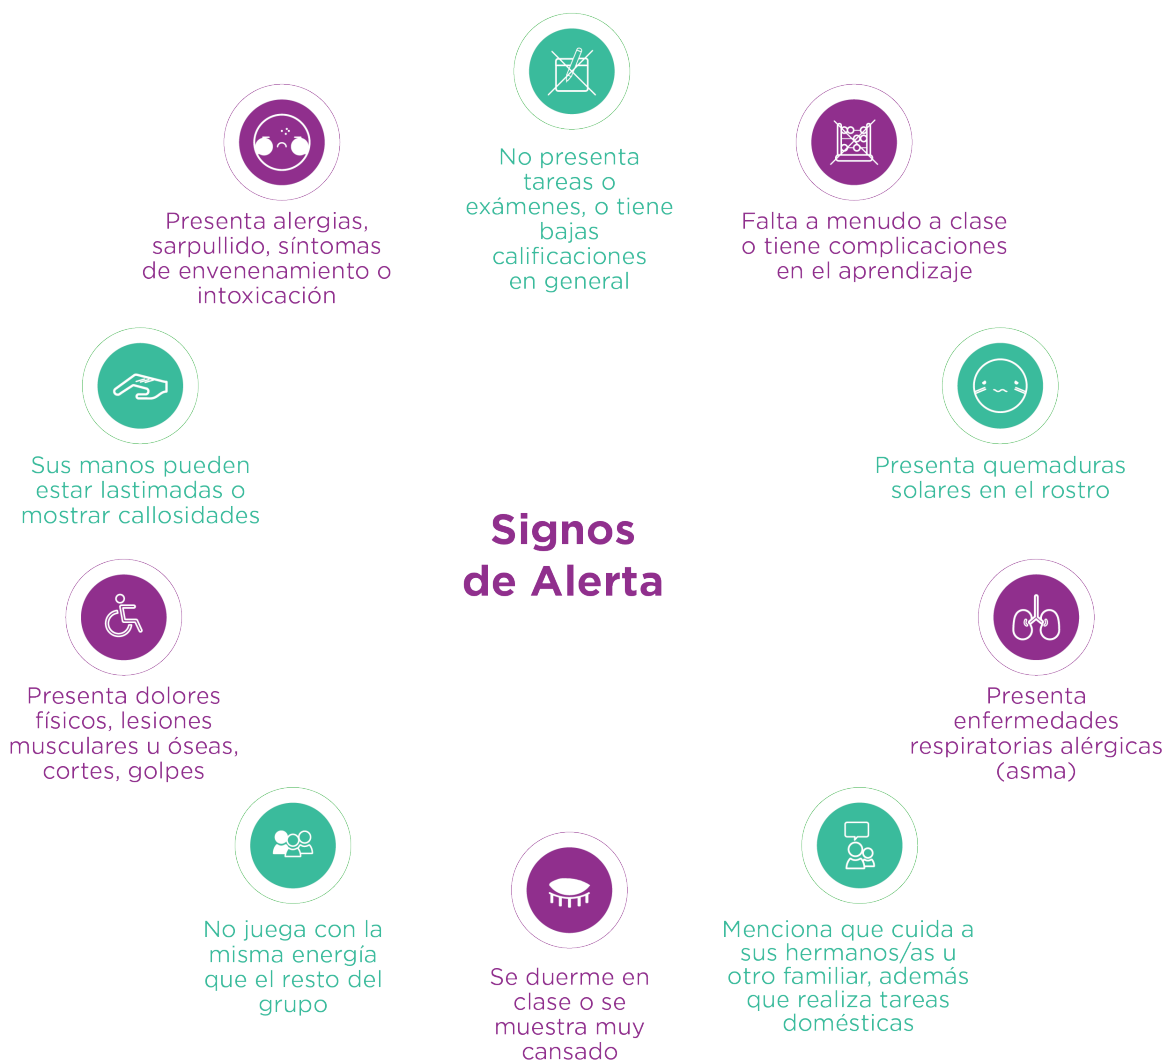 No presenta
tareas o
exámenes, o tiene
bajas
calificaciones
en general
Falta a menudo a clase
o tiene complicaciones
en el aprendizaje
Presenta quemaduras
solares en el rostro
Presenta
enfermedades
respiratorias alérgicas
(asma)
Menciona que cuida a
sus hermanos/as u
otro familiar, además
que realiza tareas
domésticas
Se duerme en
clase o se
muestra muy
cansado
No juega con la
misma energía
que el resto del
grupo
Presenta dolores
físicos, lesiones
musculares u óseas,
cortes, golpes
Sus manos pueden
estar lastimadas o
mostrar callosidades
Presenta alergias,
sarpullido, síntomas
de envenenamiento o
intoxicación
Signos
de Alerta